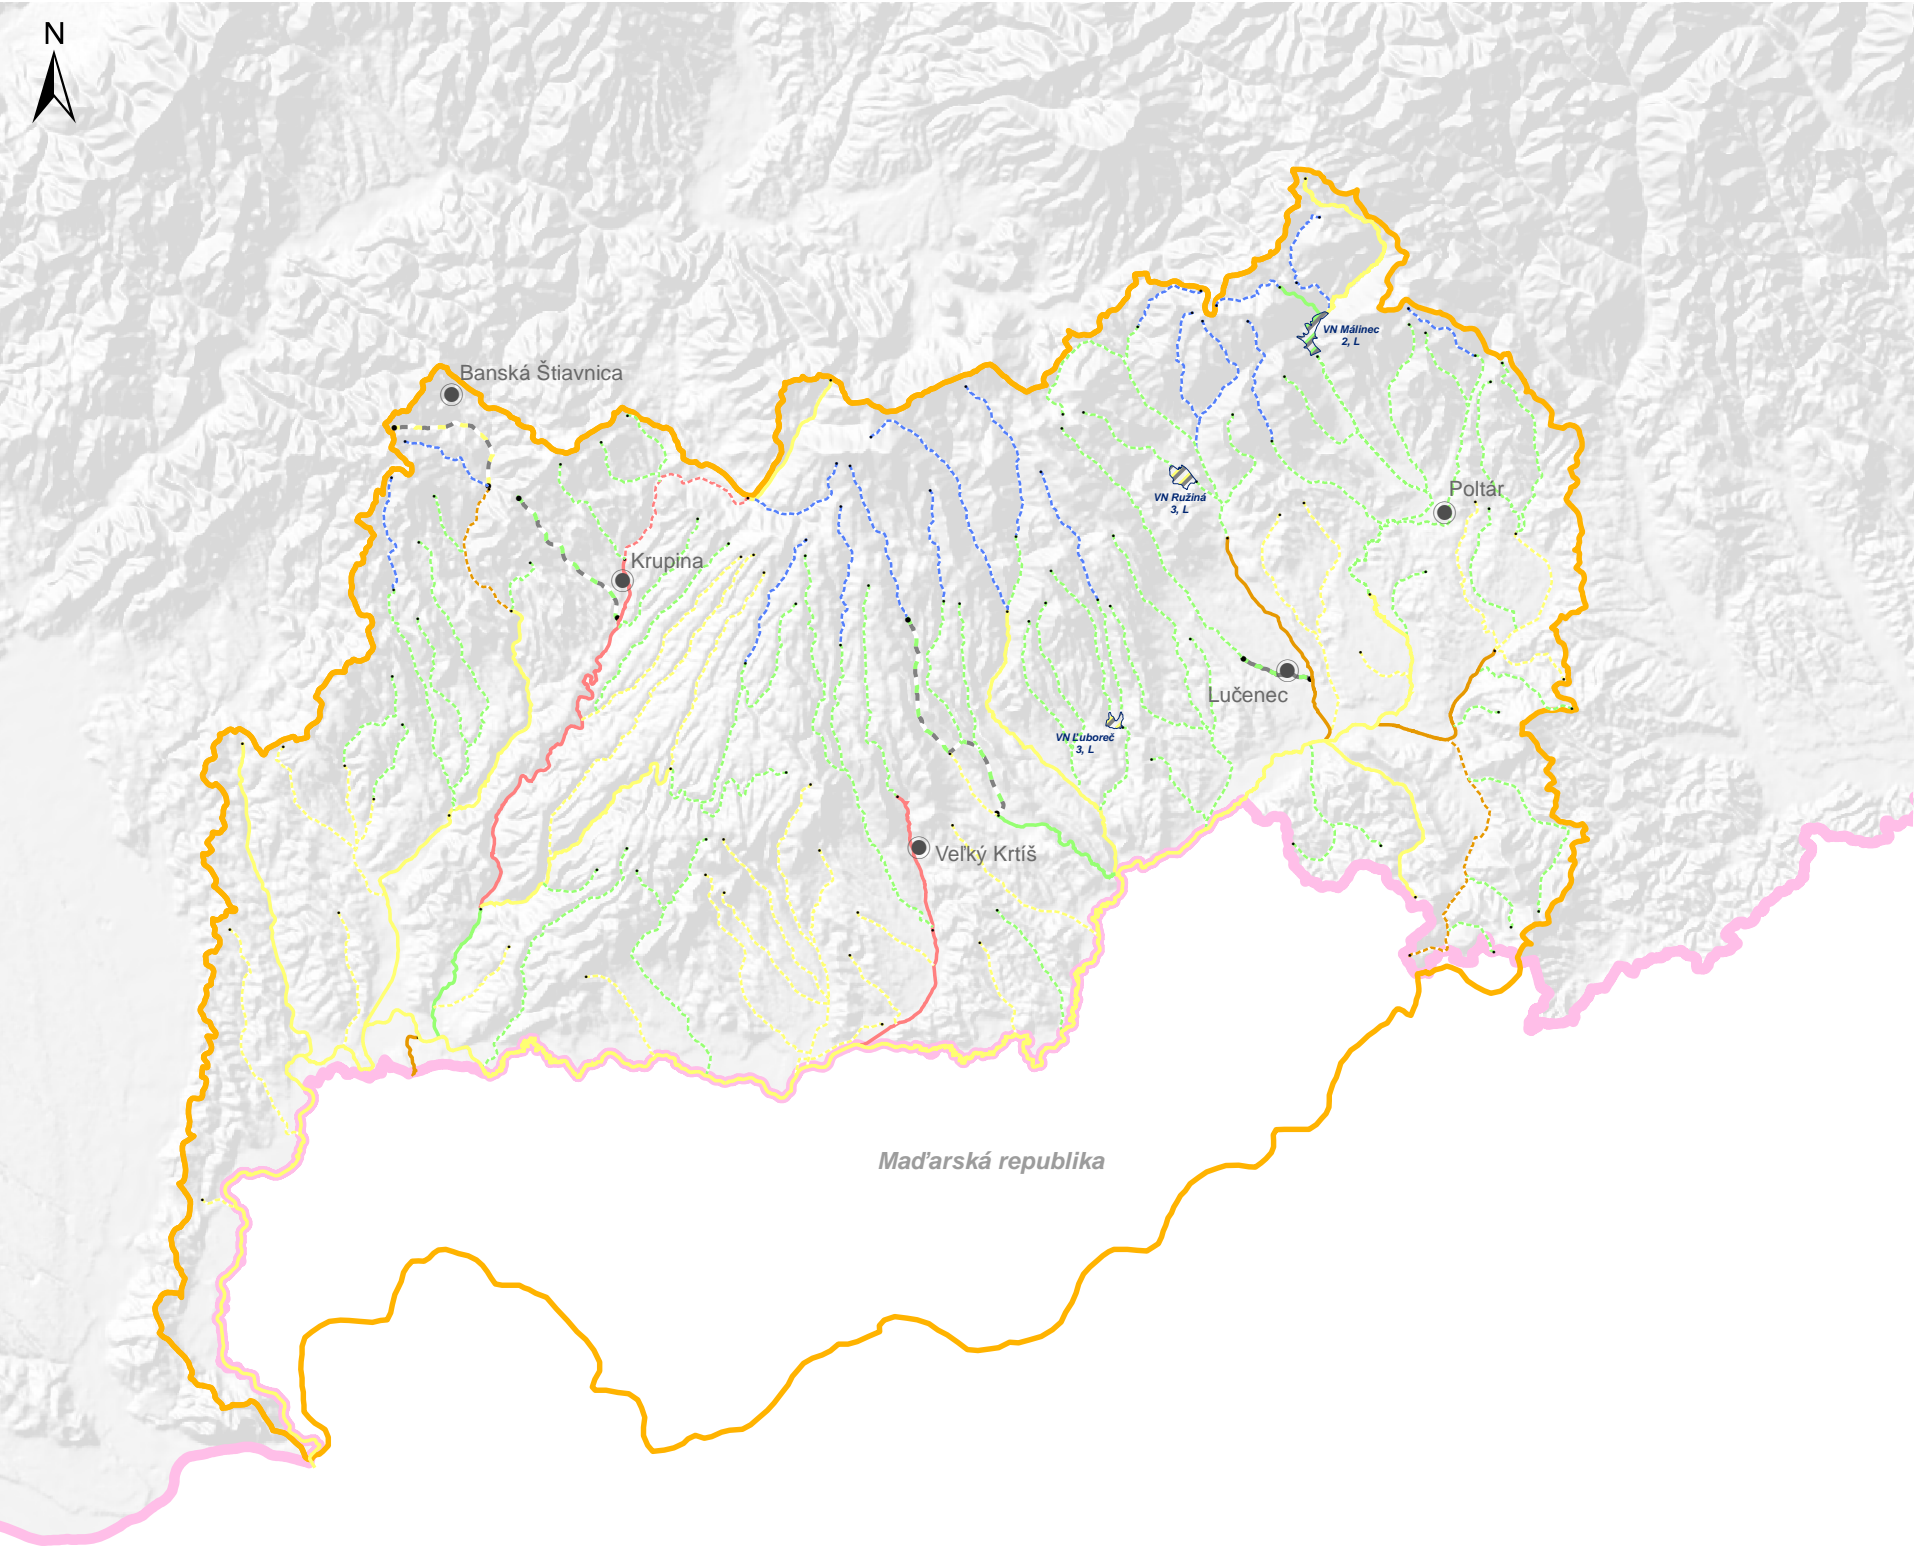 N
VN Málinec
2, L
Banská Štiavnica
VN Ružiná
3, L
Poltár
Krupina
Lučenec
VN Ľuboreč
3, L
Veľký Krtíš
Maďarská republika